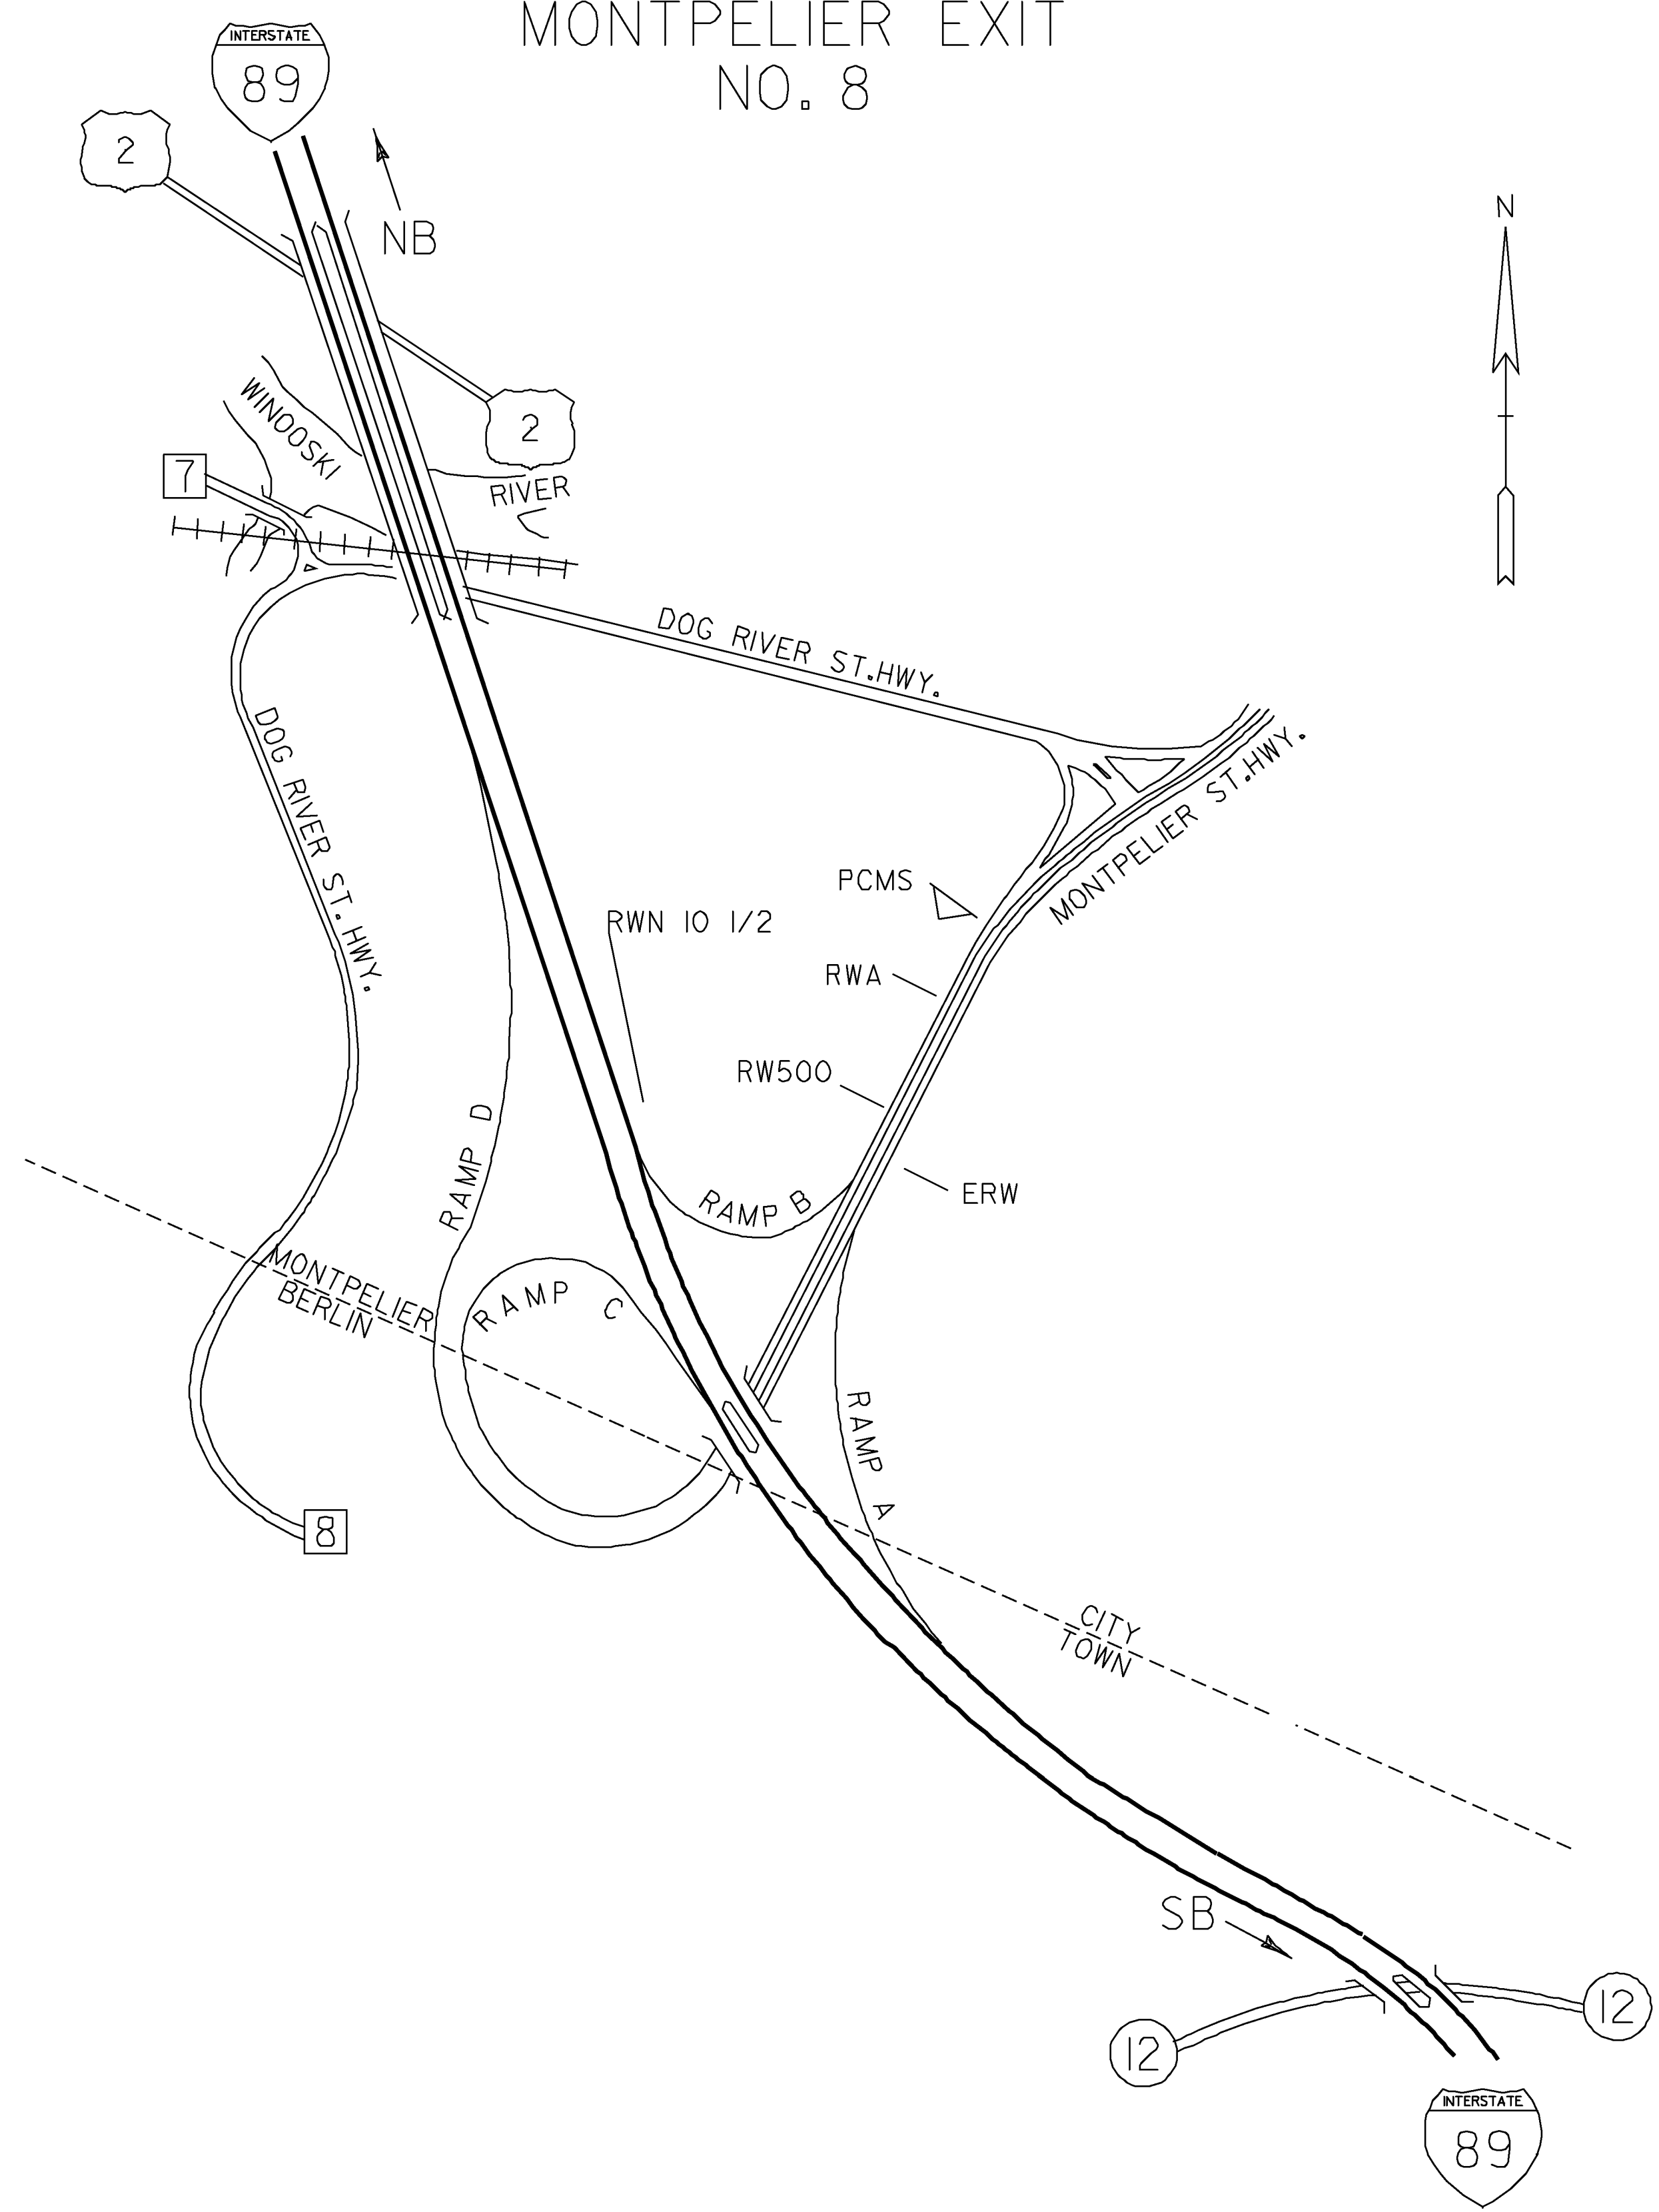 MONTPELIER EXIT
NO. 8
INTERSTATE
89
2
NB
N
WINOOSKI
2
7
RIVER
DOG RIVER ST.HWY.
DOG RIVER ST.HWY.
MONTPELIER ST.HWY.
PCMS
RWN 10 1/2
RWA
RW500
RAMP D
RAMP B
ERW
MONTPELIER
BERLIN
RAMP C
RAMP A
8
CITY
TOWN
SB
12
12
INTERSTATE
89